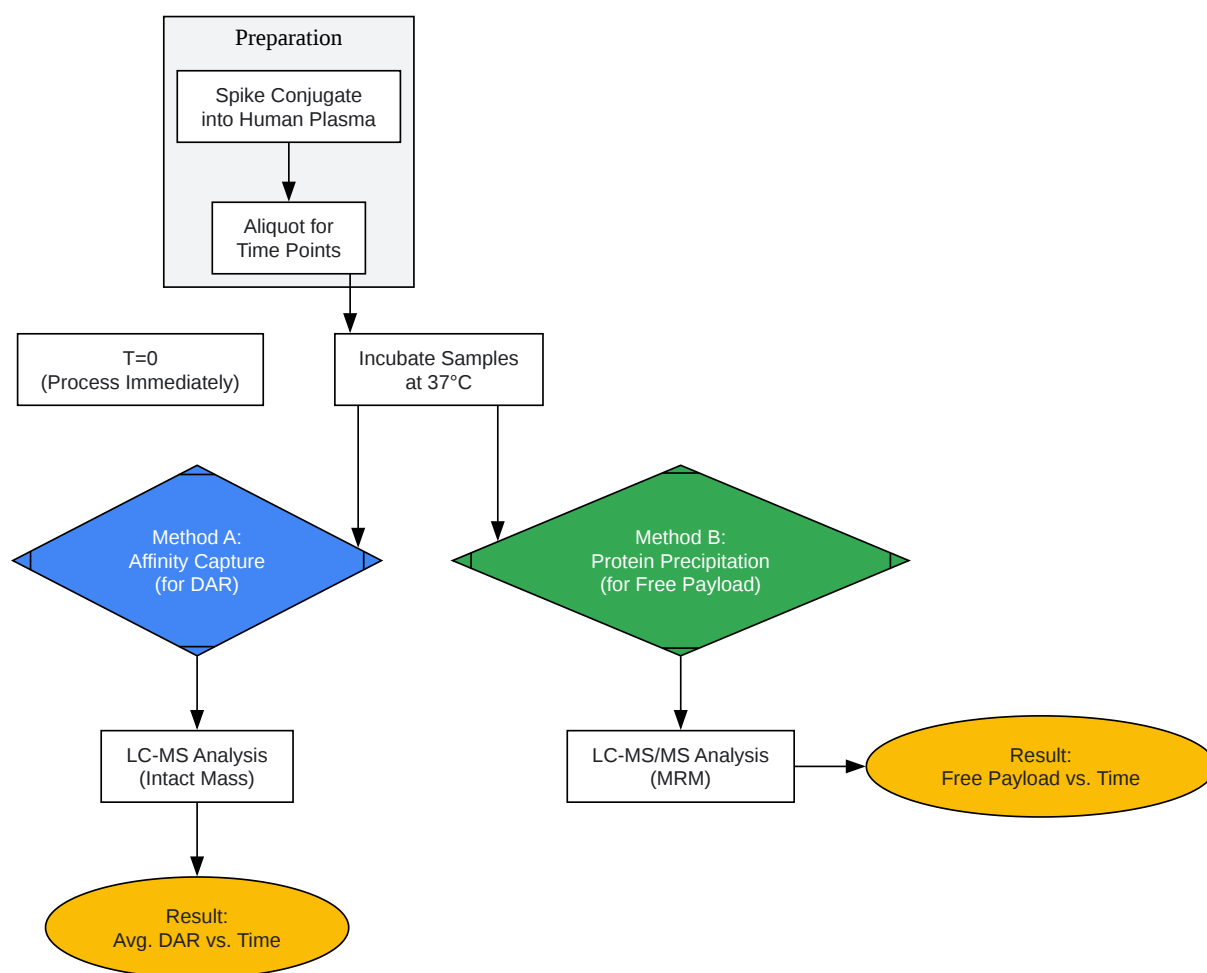 Preparation
Spike Conjugate
into Human Plasma
Aliquot for
Time Points
T=0
(Process Immediately)
Incubate Samples
at 37°C
Method A:
Affinity Capture
(for DAR)
Method B:
Protein Precipitation
(for Free Payload)
LC-MS Analysis
(Intact Mass)
LC-MS/MS Analysis
(MRM)
Result:
Free Payload vs. Time
Result:
Avg. DAR vs. Time